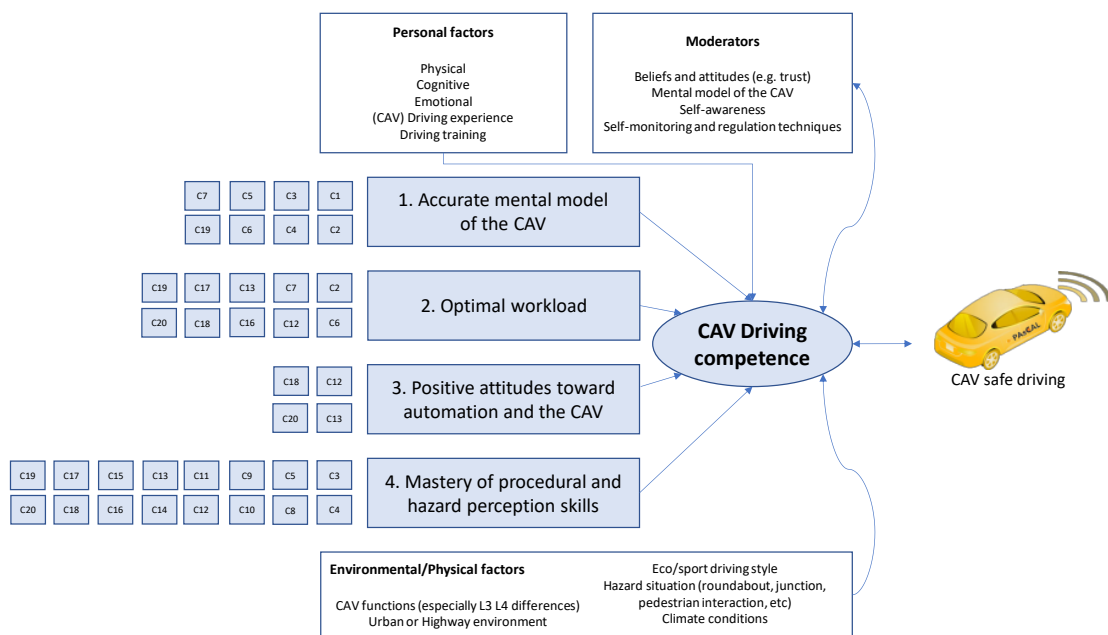 Personal factors
Physical
Cognitive
Emotional
(CAV) Driving experience
Driving training
Moderators
Beliefs and attitudes (e.g. trust)
Mental model of the CAV
Self-awareness
Self-monitoring and regulation techniques
C7 C5 C3 C1
C19 C6 C4 C2
1. Accurate mental model
of the CAV
C19 C17 C13 C7 C2
C20 C18 C16 C12 C6
2. Optimal workload
C18 C12
C20 C13
3. Positive attitudes toward
automation and the CAV
C19 C17 C15 C13 C11 C9 C5 C3
C20 C18 C16 C14 C12 C10 C8 C4
4. Mastery of procedural and
hazard perception skills
CAV Driving
competence
PAsCAL
CAV safe driving
Environmental/Physical factors
CAV functions (especially L3 L4 differences)
Urban or Highway environment
Eco/sport driving style
Hazard situation (roundabout, junction,
pedestrian interaction, etc)
Climate conditions